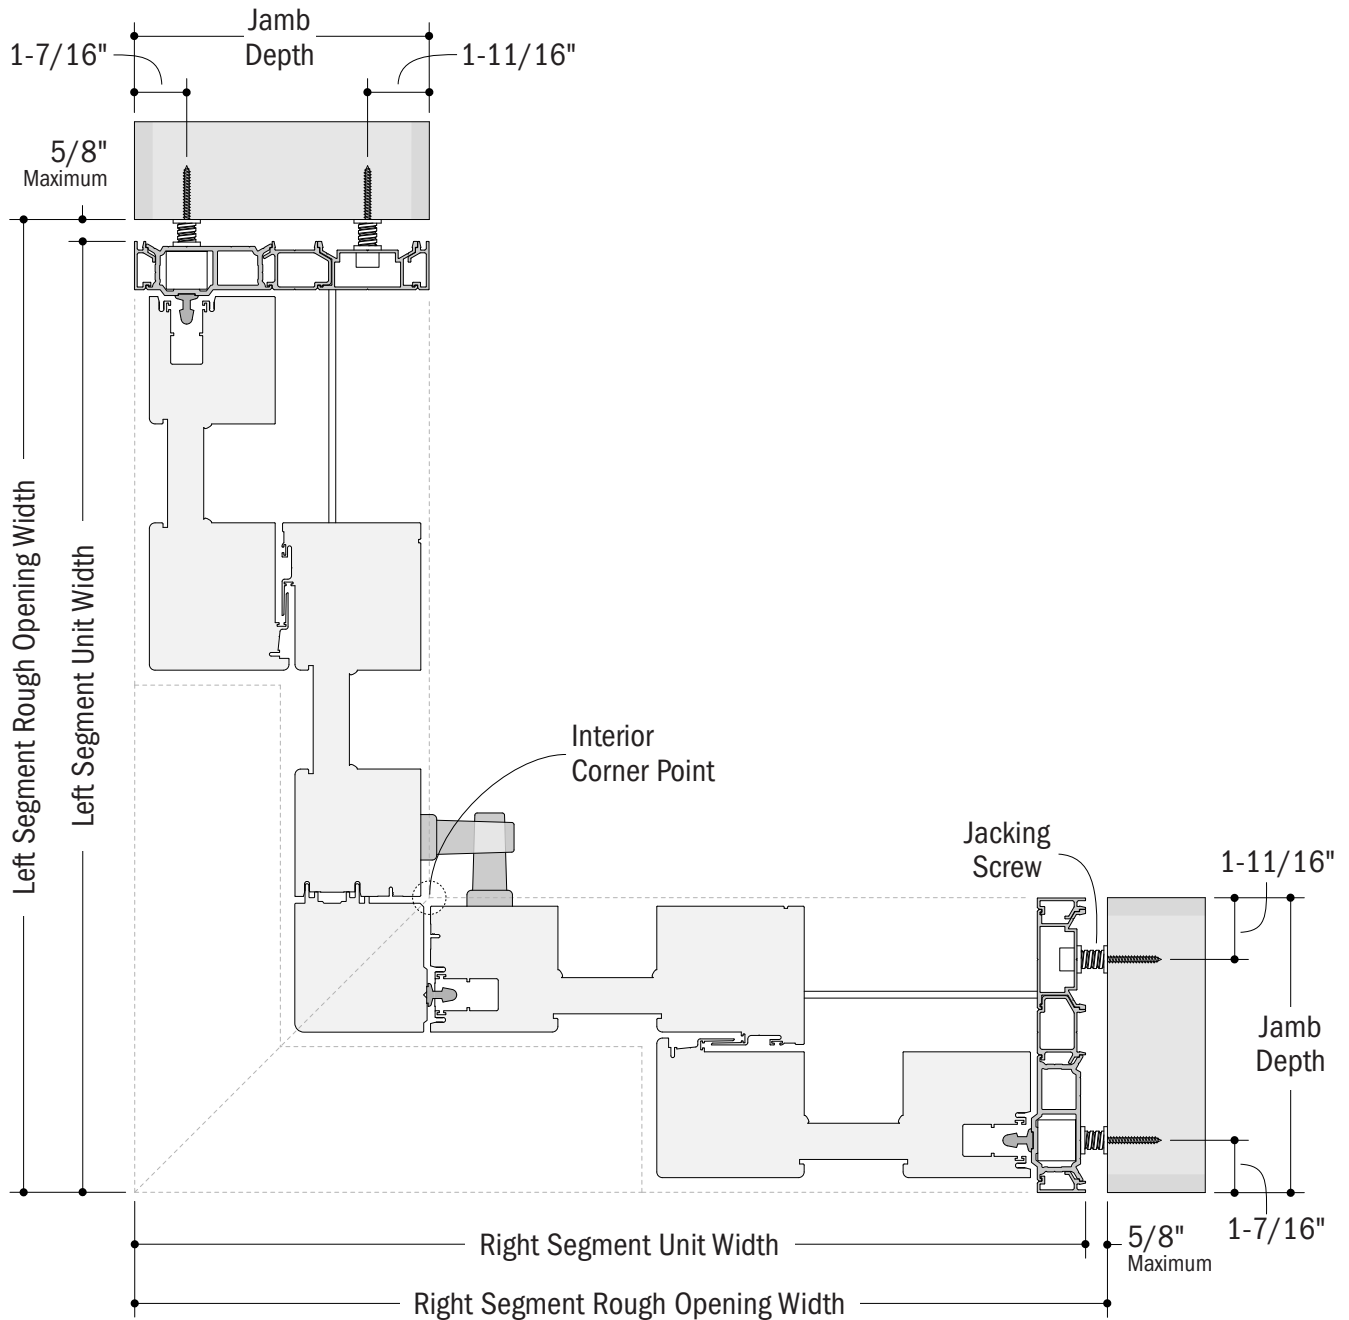 Jamb
Depth
1-7/16"
1-11/16"
5/8"
Maximum
Left Segment Rough Opening Width
Left Segment Unit Width
Interior
Corner Point
Jacking
Screw
1-11/16"
Jamb
Depth
1-7/16"
5/8"
Maximum
Right Segment Unit Width
Right Segment Rough Opening Width